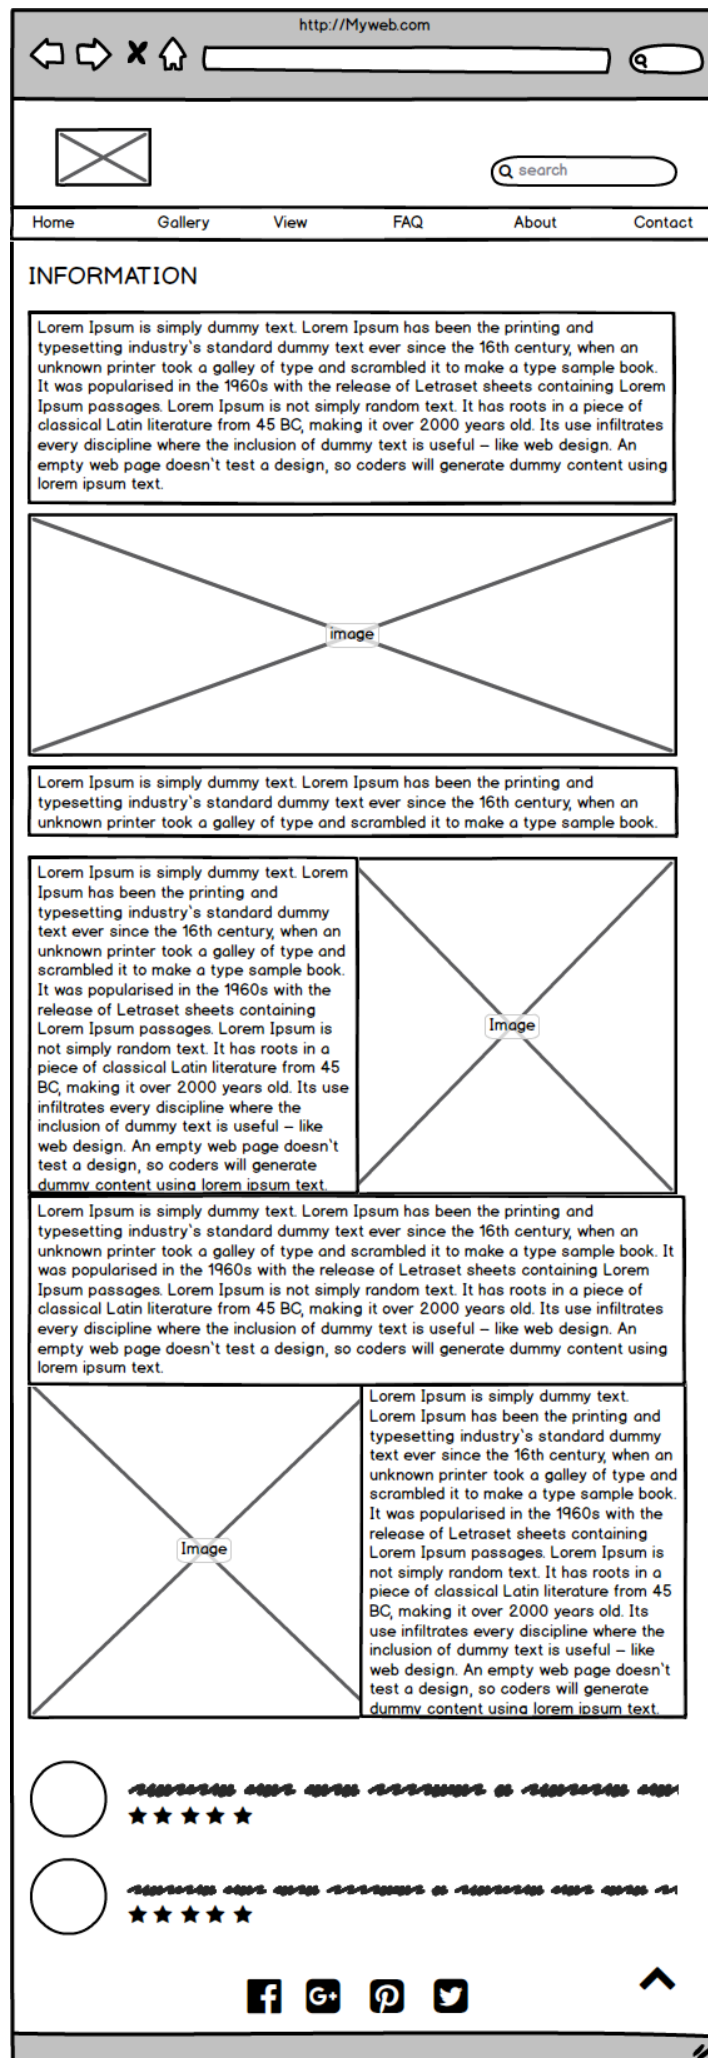 http://Myweb.com
search
Home Gallery View FAQ About Contact
INFORMATION
Lorem Ipsum is simply dummy text. Lorem Ipsum has been the printing and
typesetting industry`s standard dummy text ever since the 16th century, when an
unknown printer took a galley of type and scrambled it to make a type sample book.
It was popularised in the 1960s with the release of Letraset sheets containing Lorem
Ipsum passages. Lorem Ipsum is not simply random text. It has roots in a piece of
classical Latin literature from 45 BC, making it over 2000 years old. Its use infiltrates
every discipline where the inclusion of dummy text is useful – like web design. An
empty web page doesn`t test a design, so coders will generate dummy content using
lorem ipsum text.
image
Lorem Ipsum is simply dummy text. Lorem Ipsum has been the printing and
typesetting industry`s standard dummy text ever since the 16th century, when an
unknown printer took a galley of type and scrambled it to make a type sample book.
Lorem Ipsum is simply dummy text. Lorem
Ipsum has been the printing and
typesetting industry`s standard dummy
text ever since the 16th century, when an
unknown printer took a galley of type and
scrambled it to make a type sample book.
It was popularised in the 1960s with the
release of Letraset sheets containing
Lorem Ipsum passages. Lorem Ipsum is
not simply random text. It has roots in a
piece of classical Latin literature from 45
BC, making it over 2000 years old. Its use
infiltrates every discipline where the
inclusion of dummy text is useful – like
web design. An empty web page doesn`t
test a design, so coders will generate
dummy content using lorem ipsum text.
Image
Lorem Ipsum is simply dummy text. Lorem Ipsum has been the printing and
typesetting industry`s standard dummy text ever since the 16th century, when an
unknown printer took a galley of type and scrambled it to make a type sample book. It
was popularised in the 1960s with the release of Letraset sheets containing Lorem
Ipsum passages. Lorem Ipsum is not simply random text. It has roots in a piece of
classical Latin literature from 45 BC, making it over 2000 years old. Its use infiltrates
every discipline where the inclusion of dummy text is useful – like web design. An
empty web page doesn`t test a design, so coders will generate dummy content using
lorem ipsum text.
Image
Lorem Ipsum is simply dummy text.
Lorem Ipsum has been the printing and
typesetting industry`s standard dummy
text ever since the 16th century, when an
unknown printer took a galley of type and
scrambled it to make a type sample book.
It was popularised in the 1960s with the
release of Letraset sheets containing
Lorem Ipsum passages. Lorem Ipsum is
not simply random text. It has roots in a
piece of classical Latin literature from 45
BC, making it over 2000 years old. Its
use infiltrates every discipline where the
inclusion of dummy text is useful – like
web design. An empty web page doesn`t
test a design, so coders will generate
dummy content using lorem ipsum text.